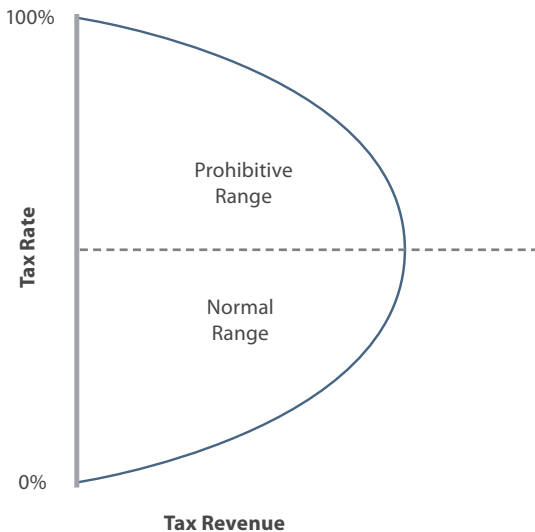 100%
Prohibitive
Range
Tax Rate
Normal
Range
0%
Tax Revenue